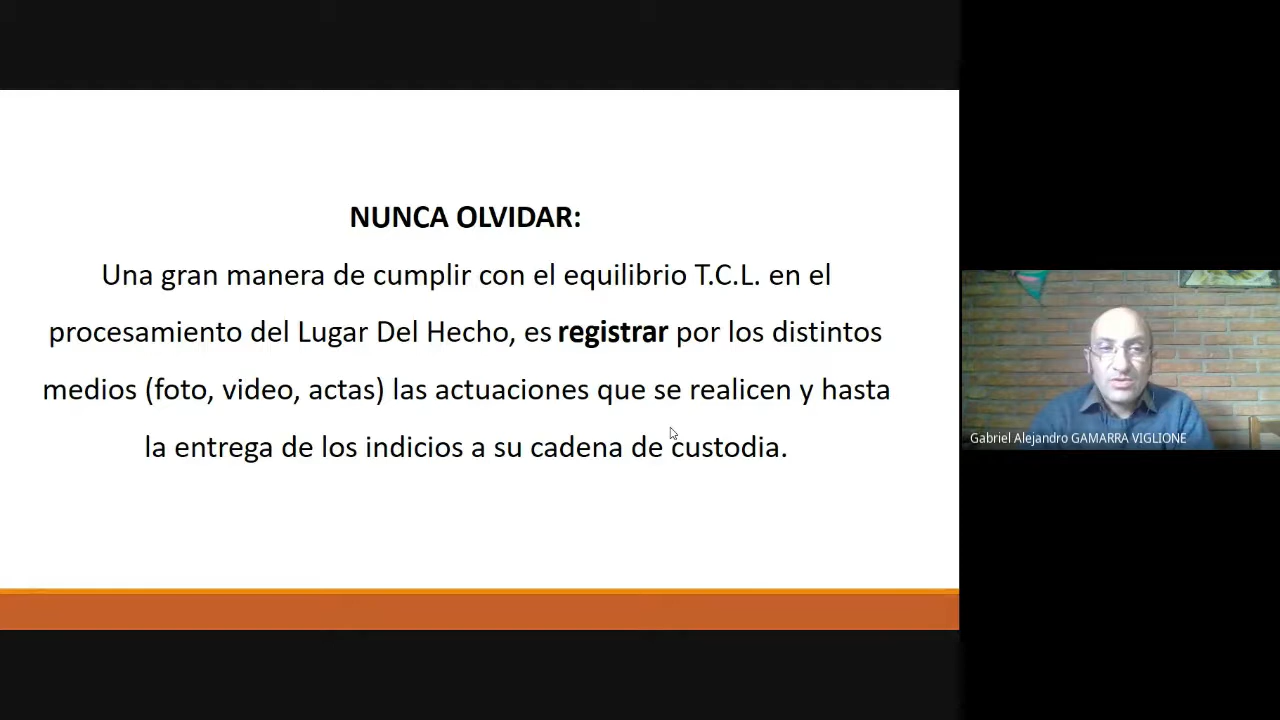 NUNCA OLVIDAR:
Una gran manera de cumplir con el equilibrio T.C.L. en el
procesamiento del Lugar Del Hecho, es registrar por los distintos
medios (foto, video, actas) las actuaciones que se realicen y hasta
la entrega de los indicios a su cadena de custodia.
Gabriel Alejandro GAMARRA VIGLIONE